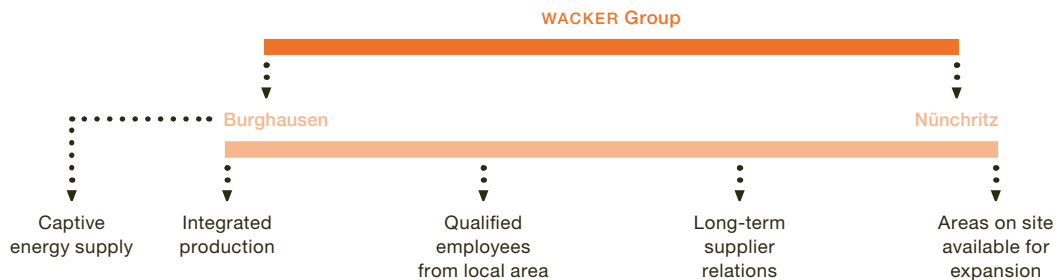 WACKER Group
Burghausen
Nünchritz
Captive
energy supply
Integrated
production
Qualified
employees
from local area
Long-term
supplier
relations
Areas on site
available for
expansion